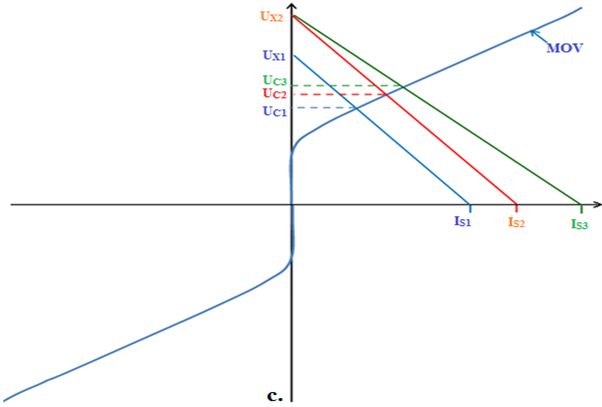 UX2
MOV
UX1
UC3
UC2
UC1
IS1
IS2
IS3
c.